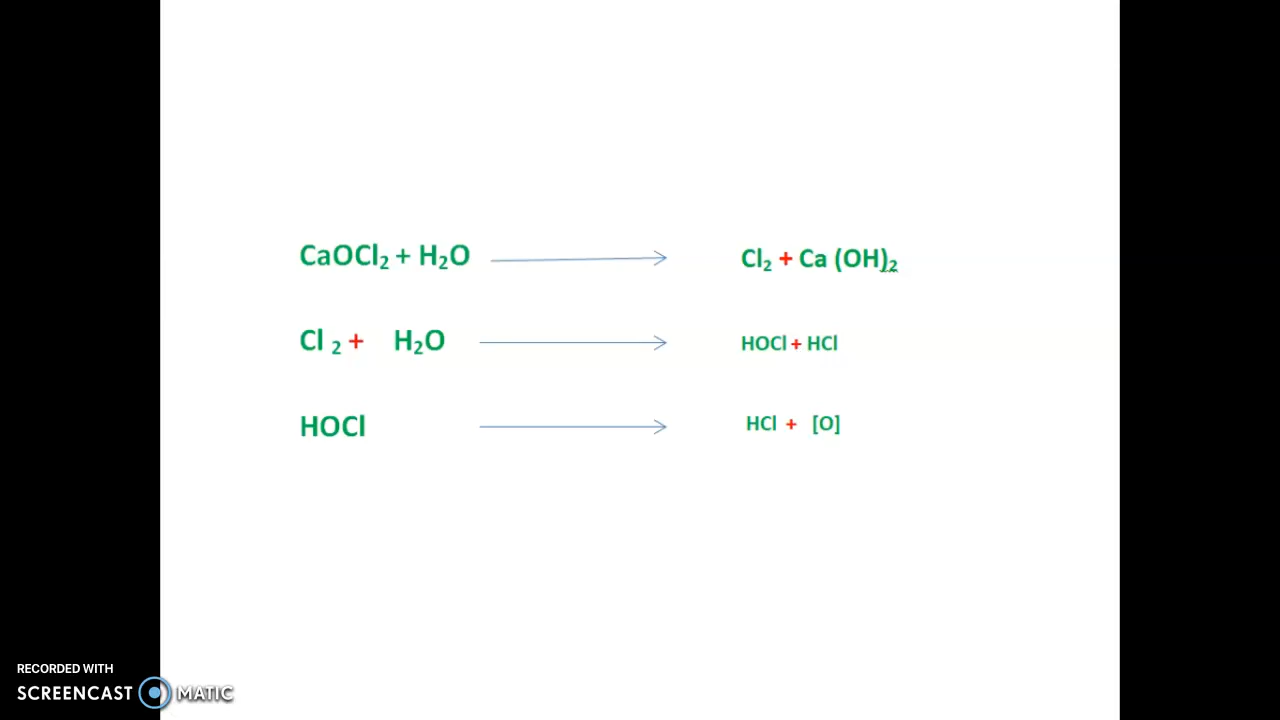 CaOCl₂ + H₂O Cl₂ + Ca (OH)₂
Cl ₂ + H₂O HOCl + HCl
HOCl HCl + [O]
RECORDED WITH
SCREENCAST MATIC